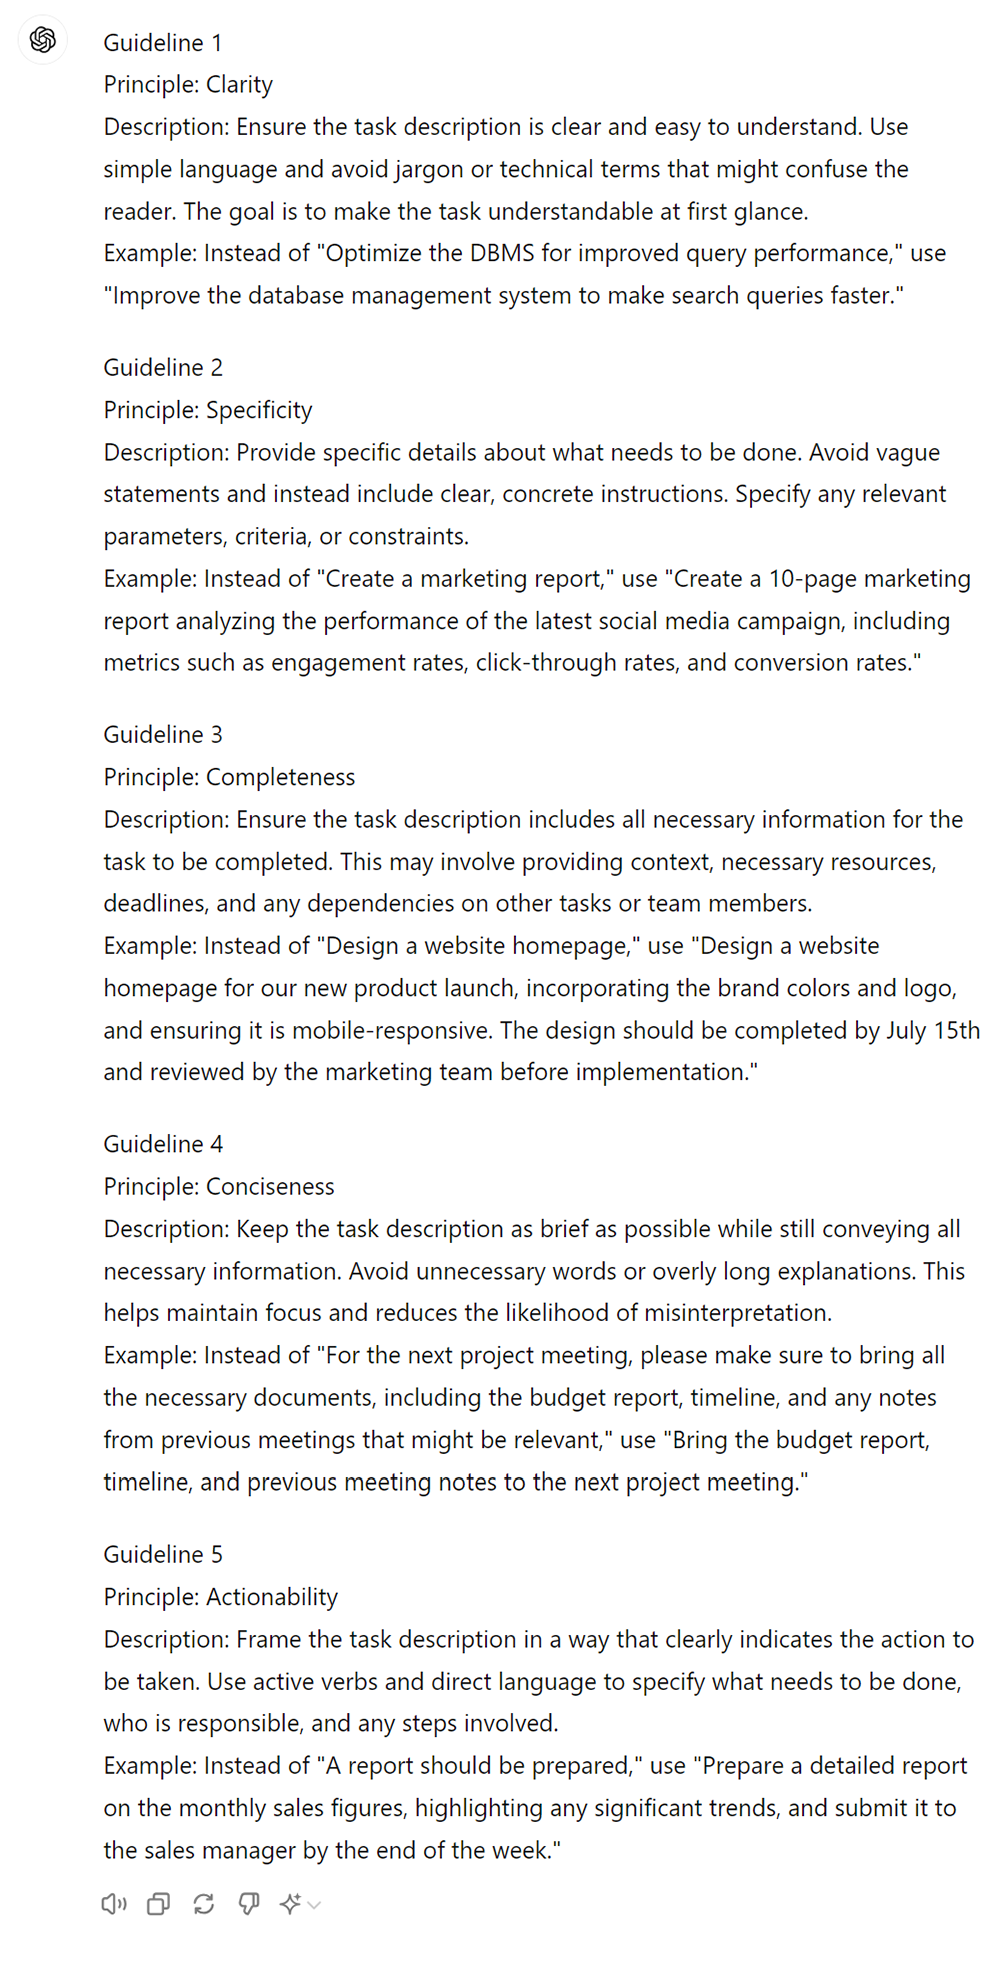 Guideline 1
Principle: Clarity
Description: Ensure the task description is clear and easy to understand. Use
simple language and avoid jargon or technical terms that might confuse the
reader. The goal is to make the task understandable at first glance.
Example: Instead of "Optimize the DBMS for improved query performance," use
"Improve the database management system to make search queries faster."
Guideline 2
Principle: Specificity
Description: Provide specific details about what needs to be done. Avoid vague
statements and instead include clear, concrete instructions. Specify any relevant
parameters, criteria, or constraints.
Example: Instead of "Create a marketing report," use "Create a 10-page marketing
report analyzing the performance of the latest social media campaign, including
metrics such as engagement rates, click-through rates, and conversion rates."
Guideline 3
Principle: Completeness
Description: Ensure the task description includes all necessary information for the
task to be completed. This may involve providing context, necessary resources,
deadlines, and any dependencies on other tasks or team members.
Example: Instead of "Design a website homepage," use "Design a website
homepage for our new product launch, incorporating the brand colors and logo,
and ensuring it is mobile-responsive. The design should be completed by July 15th
and reviewed by the marketing team before implementation."
Guideline 4
Principle: Conciseness
Description: Keep the task description as brief as possible while still conveying all
necessary information. Avoid unnecessary words or overly long explanations. This
helps maintain focus and reduces the likelihood of misinterpretation.
Example: Instead of "For the next project meeting, please make sure to bring all
the necessary documents, including the budget report, timeline, and any notes
from previous meetings that might be relevant," use "Bring the budget report,
timeline, and previous meeting notes to the next project meeting."
Guideline 5
Principle: Actionability
Description: Frame the task description in a way that clearly indicates the action to
be taken. Use active verbs and direct language to specify what needs to be done,
who is responsible, and any steps involved.
Example: Instead of "A report should be prepared," use "Prepare a detailed report
on the monthly sales figures, highlighting any significant trends, and submit it to
the sales manager by the end of the week."